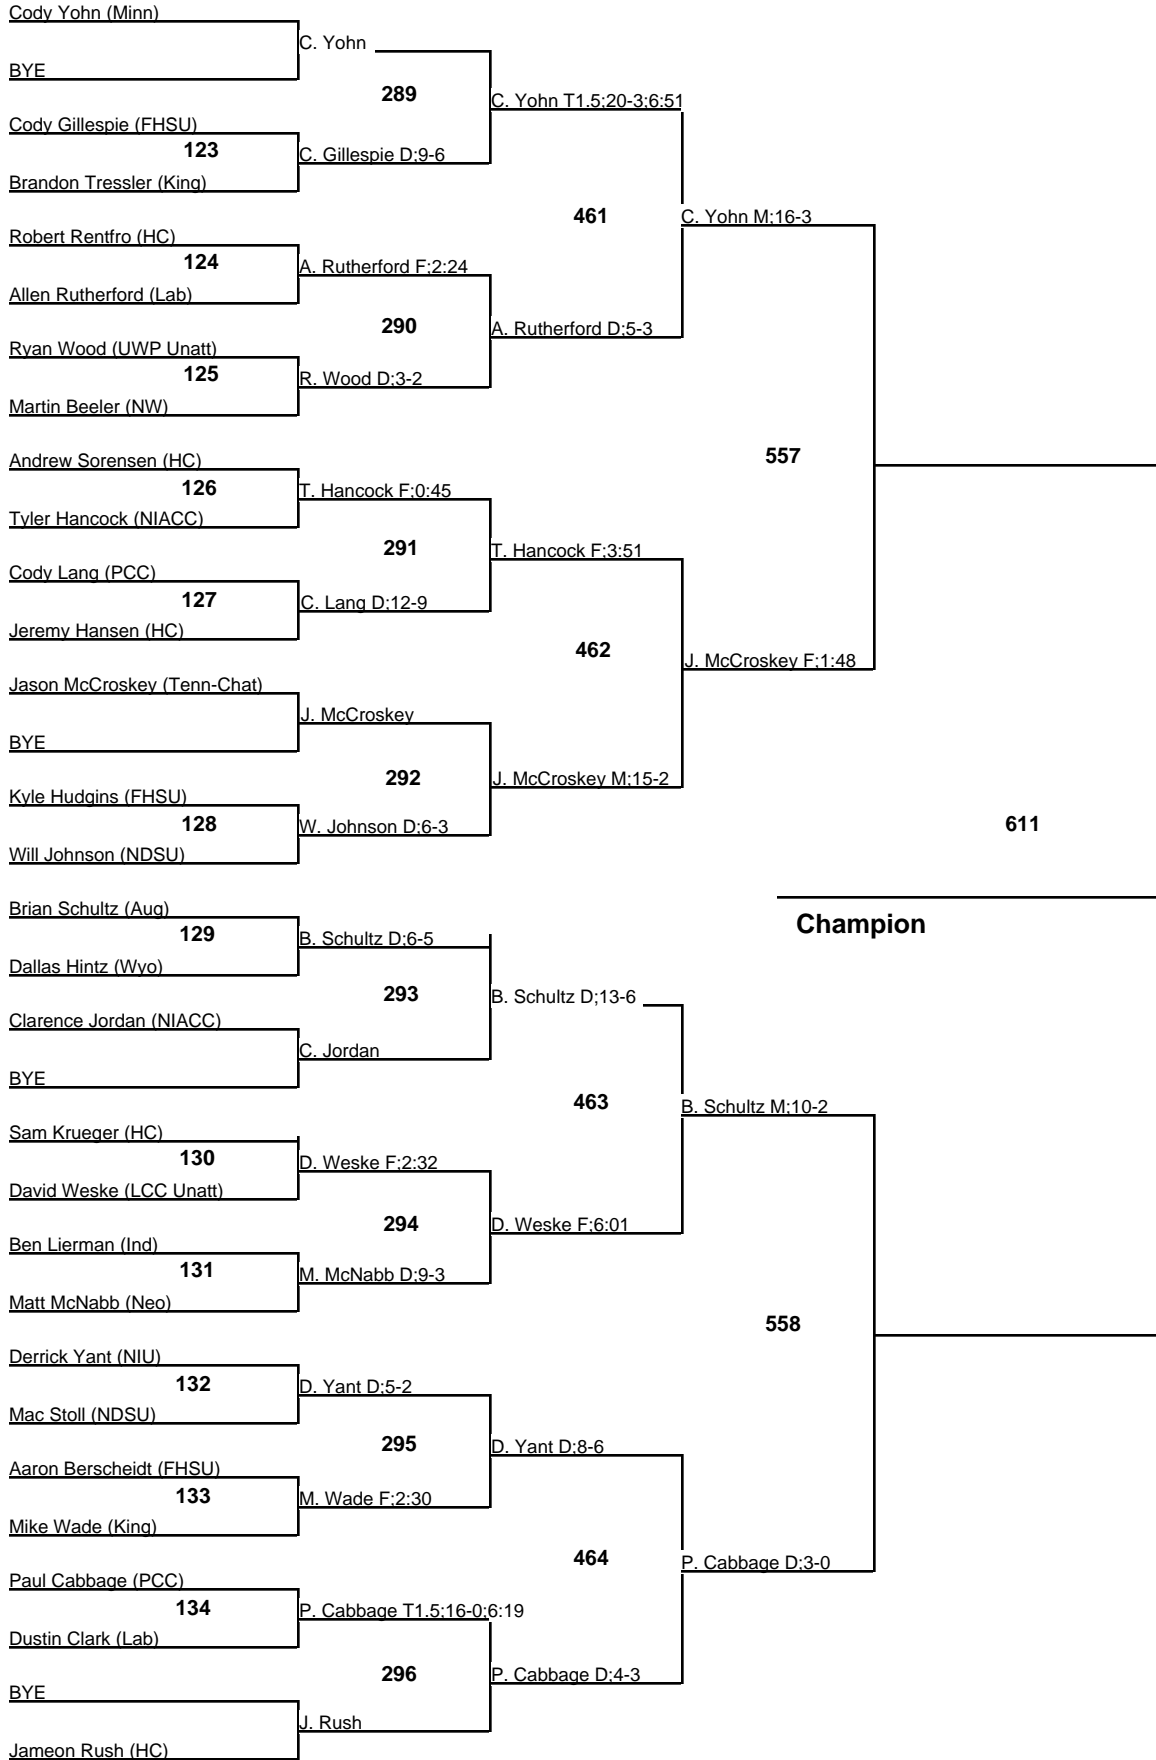 Cody Yohn (Minn)
C. Yohn
BYE
289
C. Yohn T1.5;20-3;6:51
Cody Gillespie (FHSU)
123
C. Gillespie D;9-6
Brandon Tressler (King)
461
C. Yohn M;16-3
Robert Rentfro (HC)
124
A. Rutherford F;2:24
Allen Rutherford (Lab)
290
A. Rutherford D;5-3
Ryan Wood (UWP Unatt)
125
R. Wood D;3-2
Martin Beeler (NW)
557
Andrew Sorensen (HC)
126
T. Hancock F;0:45
Tyler Hancock (NIACC)
291
T. Hancock F;3:51
Cody Lang (PCC)
127
C. Lang D;12-9
Jeremy Hansen (HC)
462
J. McCroskey F;1:48
Jason McCroskey (Tenn-Chat)
J. McCroskey
BYE
292
J. McCroskey M;15-2
Kyle Hudgins (FHSU)
128
W. Johnson D;6-3
611
Will Johnson (NDSU)
Brian Schultz (Aug)
Champion
129
B. Schultz D;6-5
Dallas Hintz (Wyo)
293
B. Schultz D;13-6
Clarence Jordan (NIACC)
C. Jordan
BYE
463
B. Schultz M;10-2
Sam Krueger (HC)
130
D. Weske F;2:32
David Weske (LCC Unatt)
294
D. Weske F;6:01
Ben Lierman (Ind)
131
M. McNabb D;9-3
Matt McNabb (Neo)
558
Derrick Yant (NIU)
132
D. Yant D;5-2
Mac Stoll (NDSU)
295
D. Yant D;8-6
Aaron Berscheidt (FHSU)
133
M. Wade F;2:30
Mike Wade (King)
464
P. Cabbage D;3-0
Paul Cabbage (PCC)
134
P. Cabbage T1.5;16-0;6:19
Dustin Clark (Lab)
296
P. Cabbage D;4-3
BYE
J. Rush
Jameon Rush (HC)